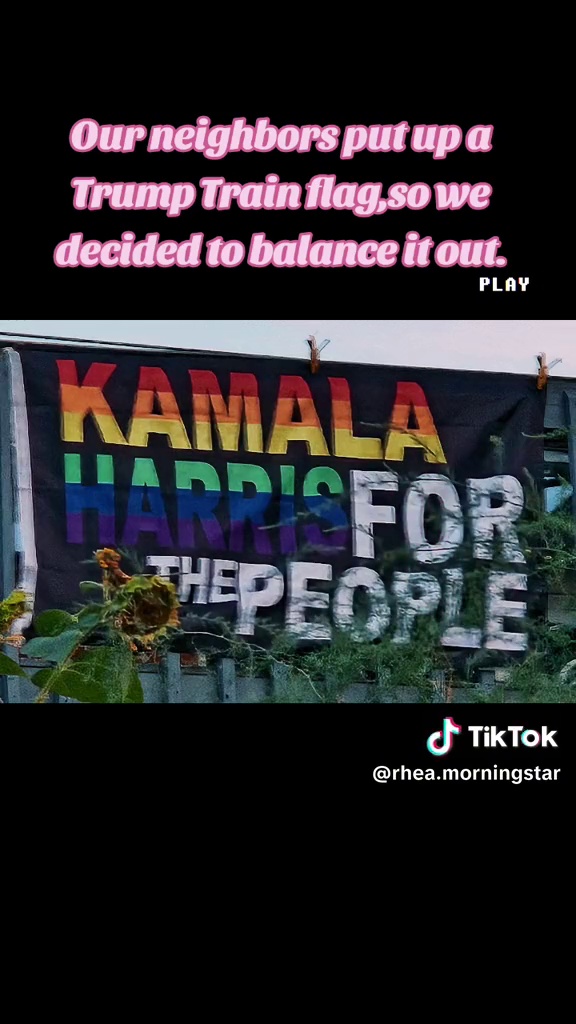 Our neighbors put up a
Trump Train flag,so we
decided to balance it out.
PLAY
KAMALA
HARRIS FOR
THE PEOPLE
TikTok
@rhea.morningstar